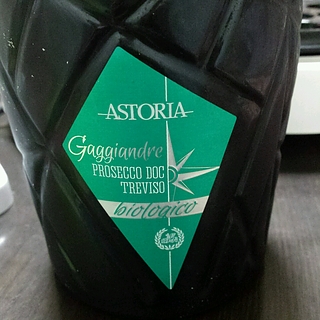 ASTORIA
Gaggiandre
PROSECCO DOC
TREVISO
biologico